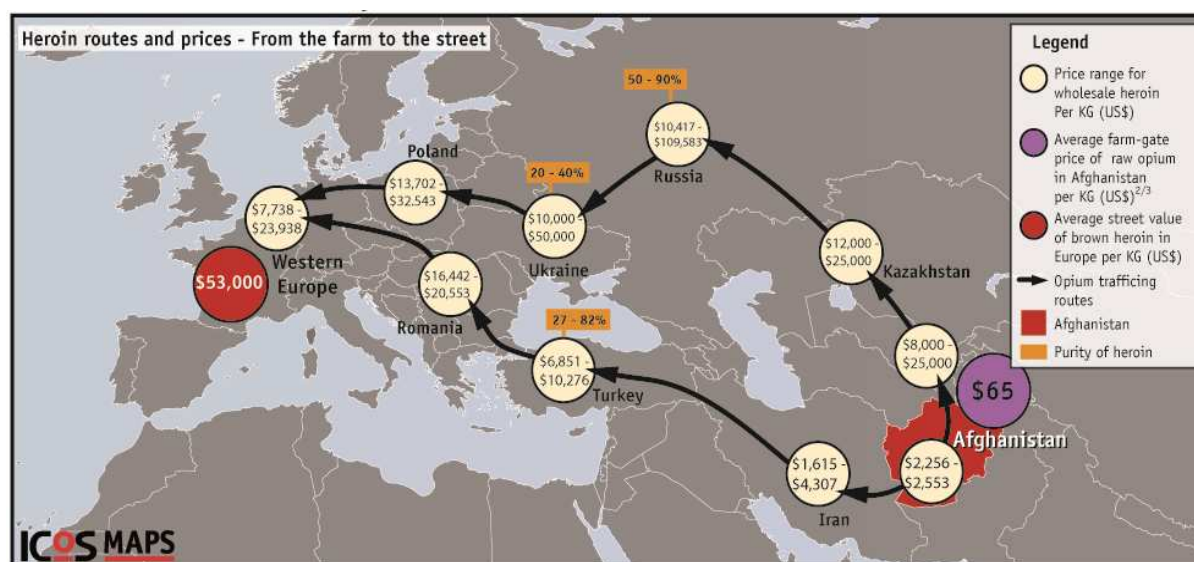 Heroin routes and prices - From the farm to the street
50 - 90%
$10,417 -
$109,583
Russia
Poland
$13,702 -
$32.543
20 - 40%
$10,000 -
$50,000
Ukraine
$7,738 -
$23,938
Western
Europe
$53,000
$16,442 -
$20,553
Romania
27 - 82%
$6,851 -
$10,276
Turkey
$12,000 -
$25,000
Kazakhstan
$8,000 -
$25,000
$65
Afghanistan
$2,256 -
$2,553
$1,615 -
$4,307
Iran
Legend
Price range for
wholesale heroin
Per KG (US$)
Average farm-gate
price of raw opium
in Afghanistan
per KG (US$)2/3
Average street value
of brown heroin in
Europe per KG (US$)
Opium trafficking
routes
Afghanistan
Purity of heroin
ICOS MAPS